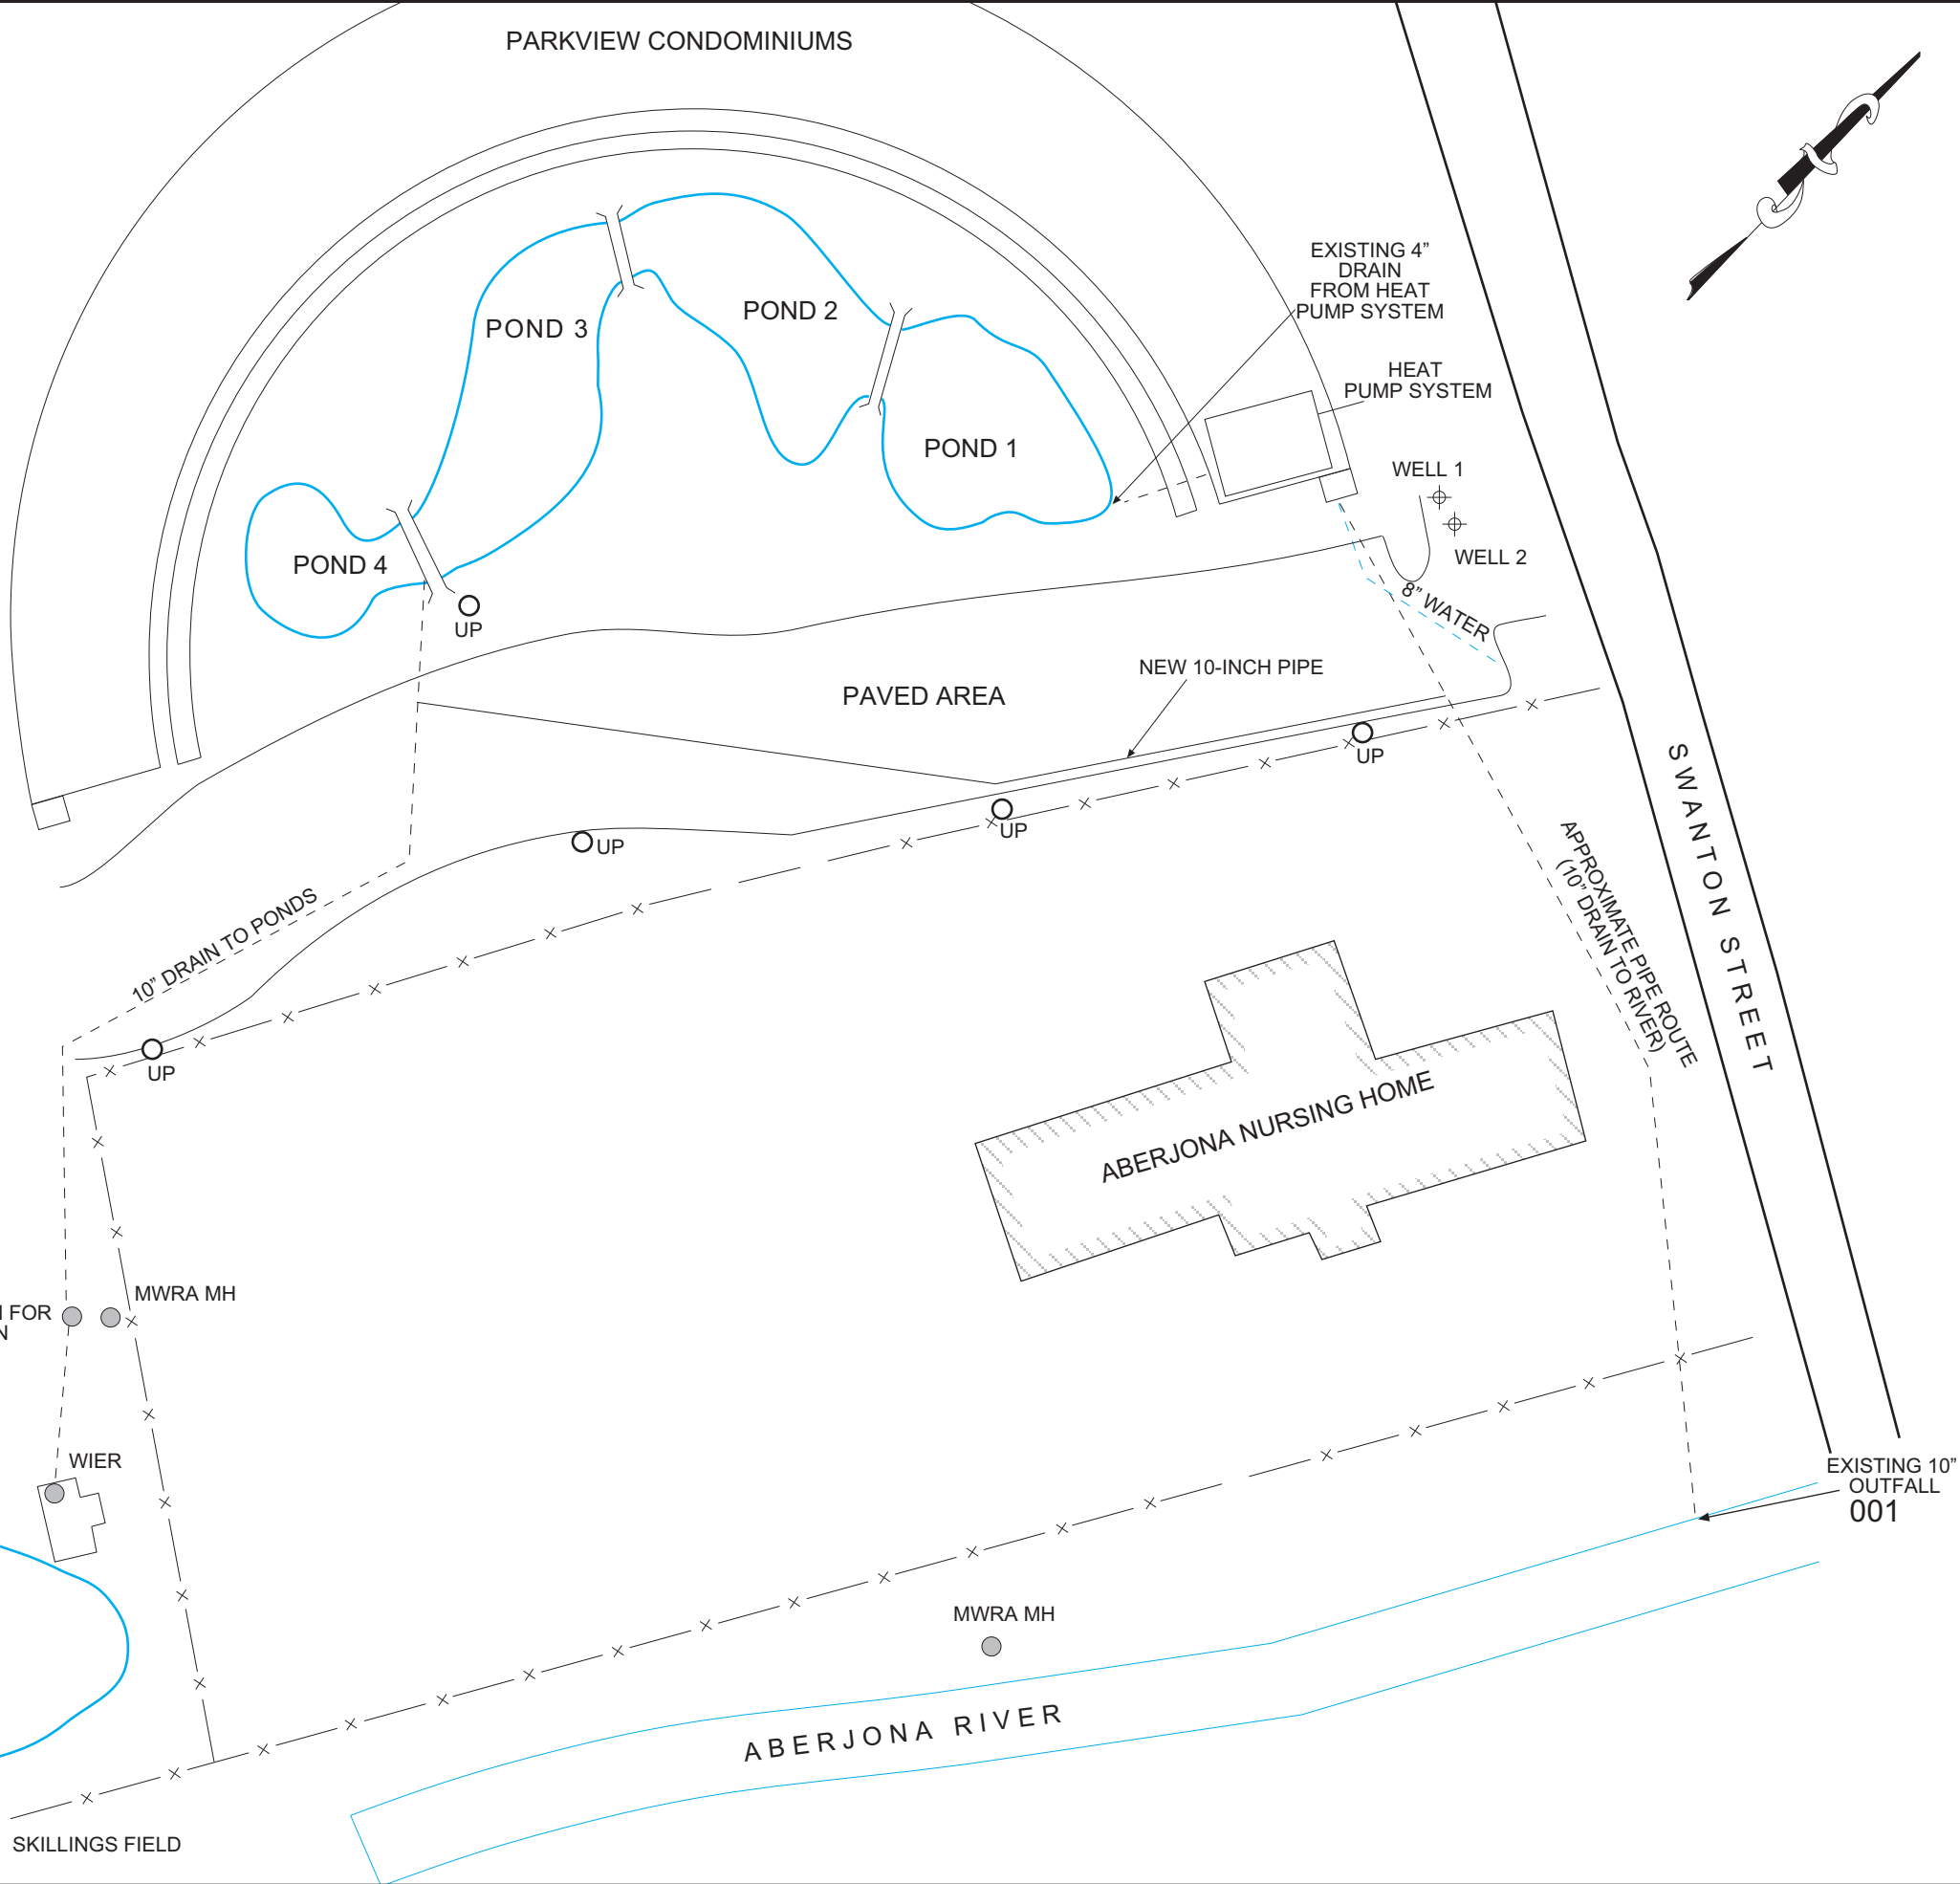 PARKVIEW CONDOMINIUMS
EXISTING 4”
DRAIN
FROM HEAT
PUMP SYSTEM
POND 2
POND 3
HEAT
PUMP SYSTEM
POND 1
WELL 1
WELL 2
POND 4
UP
8” WATER
NEW 10-INCH PIPE
PAVED AREA
UP
UP
UP
SWANTON STREET
APPROXIMATE PIPE ROUTE
(10” DRAIN TO RIVER)
10” DRAIN TO PONDS
UP
ABERJONA NURSING HOME
MWRA MH
FOR
WIER
EXISTING 10”
OUTFALL
001
MWRA MH
ABERJONA RIVER
SKILLINGS FIELD